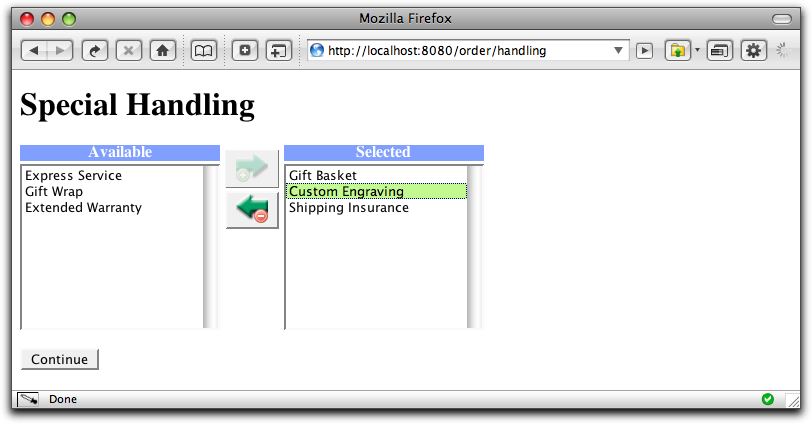 Mozilla Firefox
http://localhost:8080/order/handling
Special Handling
Available
Express Service
Gift Wrap
Extended Warranty
Selected
Gift Basket
Custom Engraving
Shipping Insurance
Continue
Done